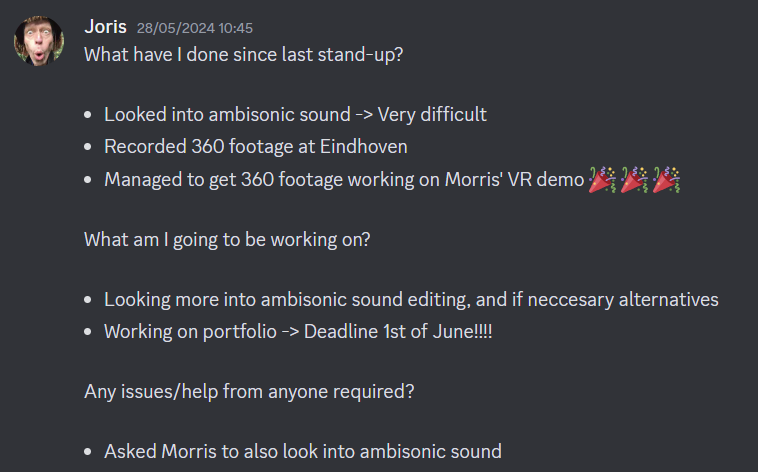 Joris 28/05/2024 10:45
What have I done since last stand-up?
• Looked into ambisonic sound -> Very difficult
• Recorded 360 footage at Eindhoven
• Managed to get 360 footage working on Morris' VR demo 🎉🎉🎉
What am I going to be working on?
• Looking more into ambisonic sound editing, and if neccesary alternatives
• Working on portfolio -> Deadline 1st of June!!!!
Any issues/help from anyone required?
• Asked Morris to also look into ambisonic sound